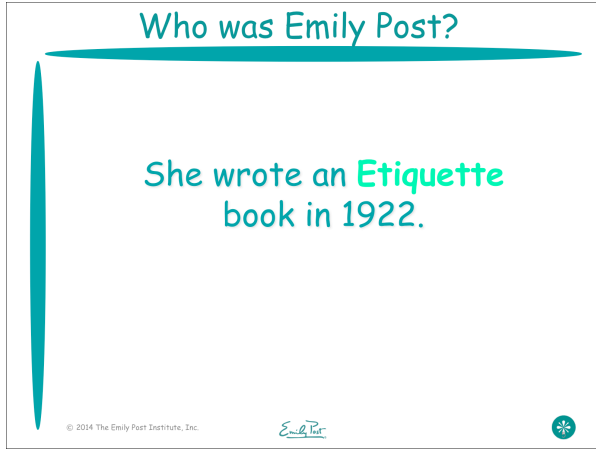 Who was Emily Post?
She wrote an Etiquette
book in 1922.
© 2014 The Emily Post Institute, Inc.
Emily Post